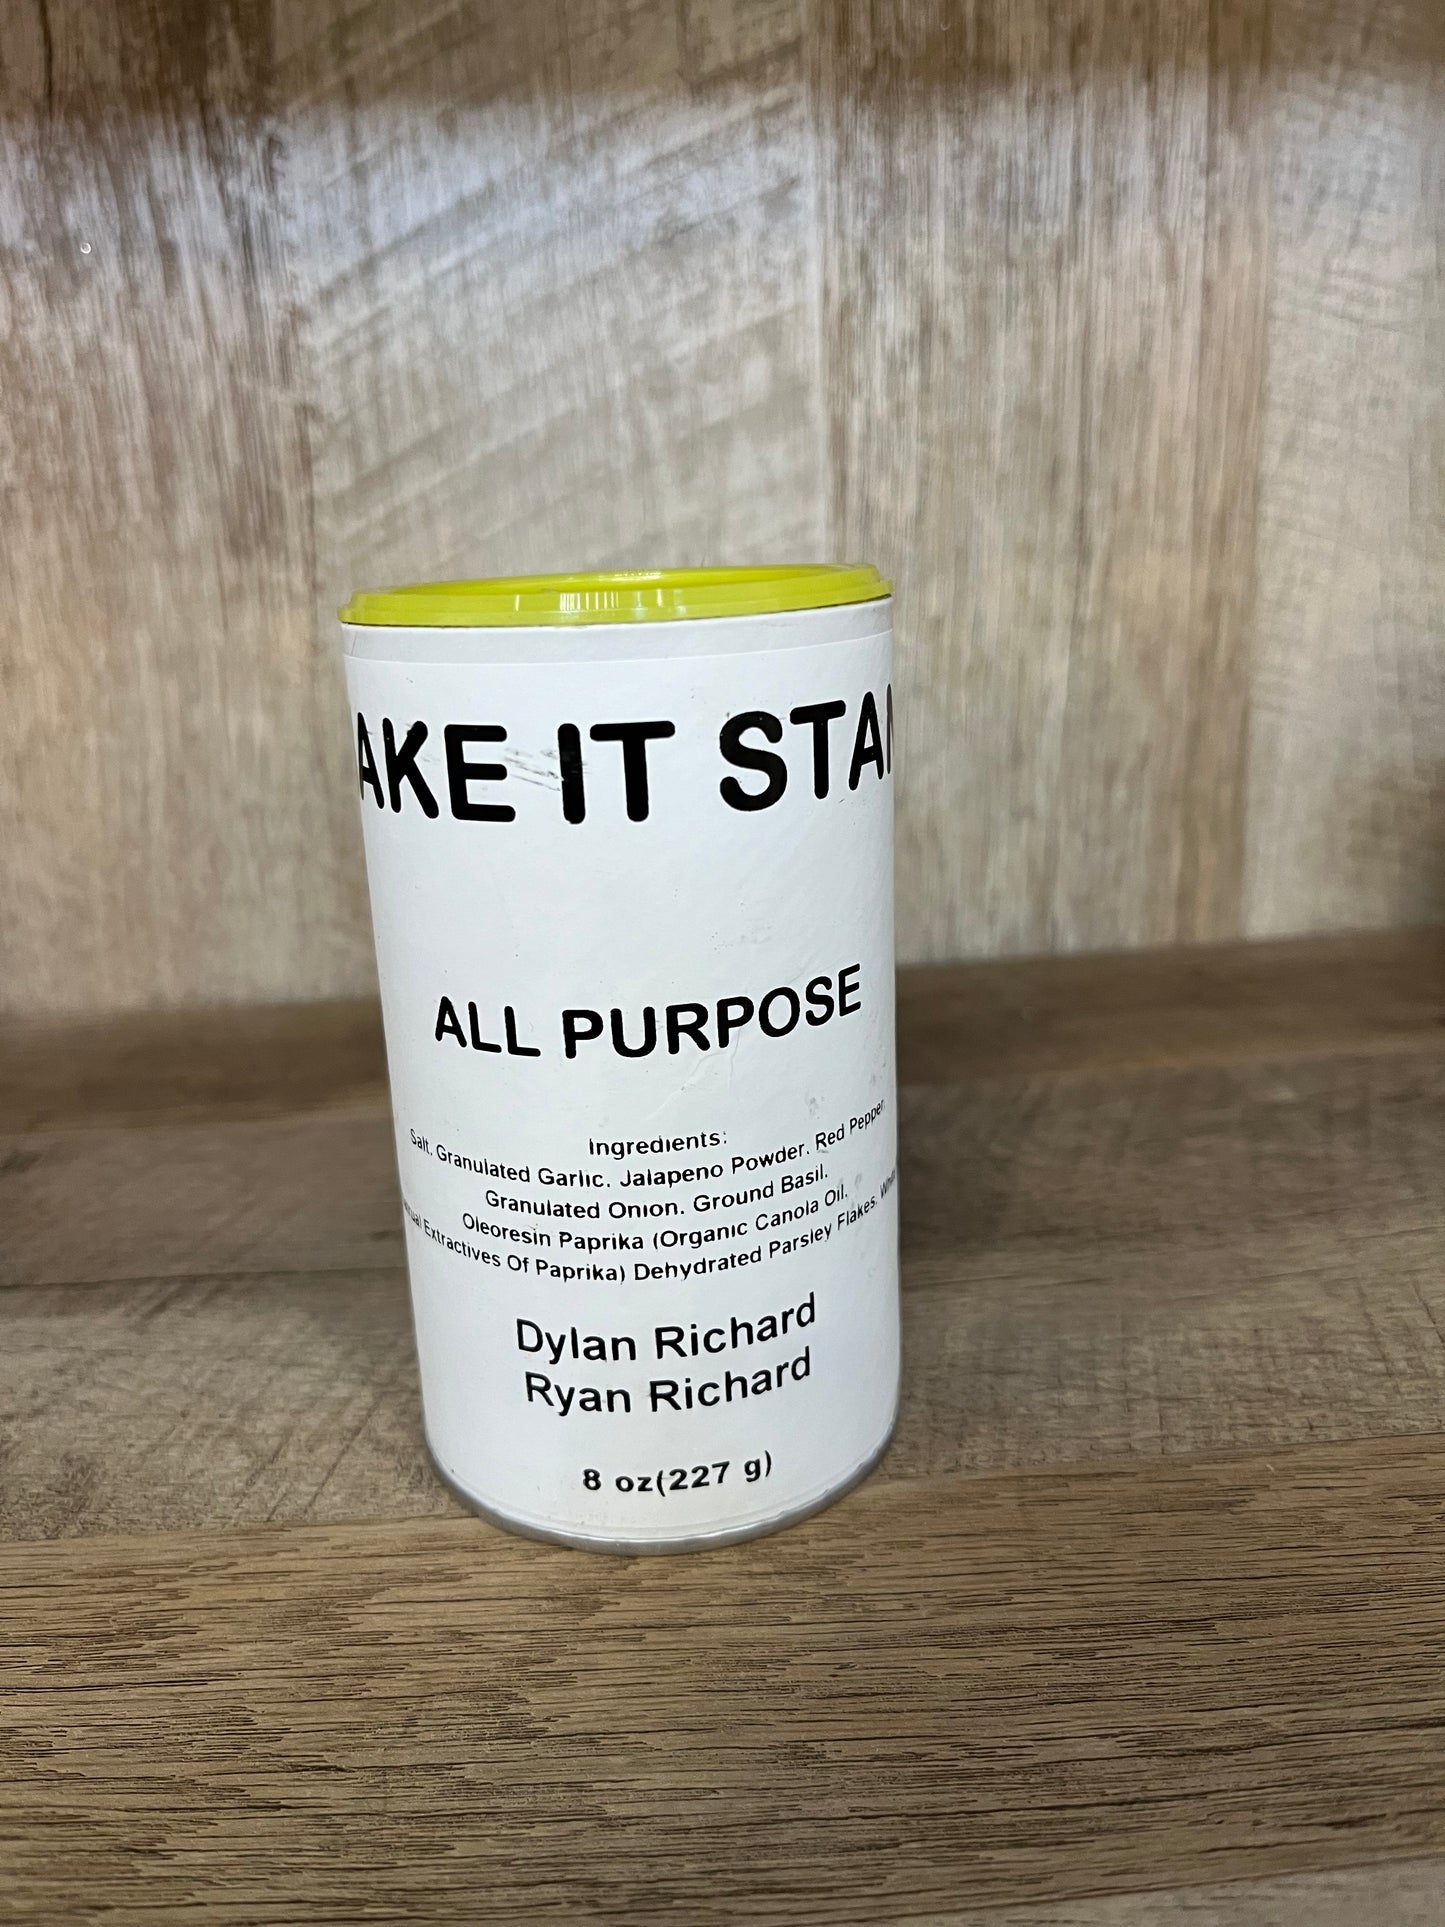 AKE IT STAN
ALL PURPOSE
Ingredients:
Salt, Granulated Garlic, Jalapeno Powder, Red Pepper,
Granulated Onion, Ground Basil,
Oleoresin Paprika (Organic Canola Oil,
Extractives Of Paprika) Dehydrated Parsley Flakes,
Dylan Richard
Ryan Richard
8 oz(227 g)